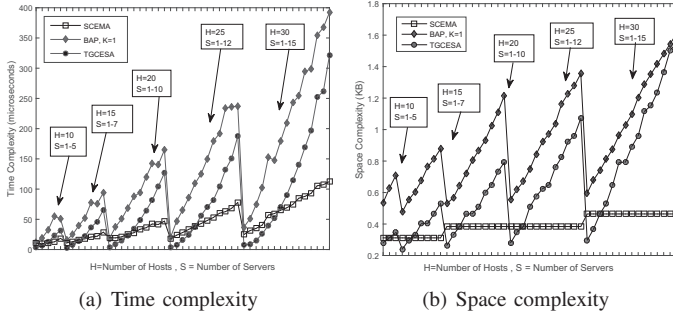 400
350
300
250
200
150
100
50
0
Time Complexity (microseconds)
SCEMA
BAP, K=1
TGCESA
H=10
S=1-5
H=15
S=1-7
H=20
S=1-10
H=25
S=1-12
H=30
S=1-15
H=Number of Hosts , S = Number of Servers
(a) Time complexity
1.8
1.6
1.4
1.2
1
0.8
0.6
0.4
0.2
Space Complexity (KB)
SCEMA
BAP, K=1
TGCESA
H=10
S=1-5
H=15
S=1-7
H=20
S=1-10
H=25
S=1-12
H=30
S=1-15
H=Number of Hosts , S = Number of Servers
(b) Space complexity